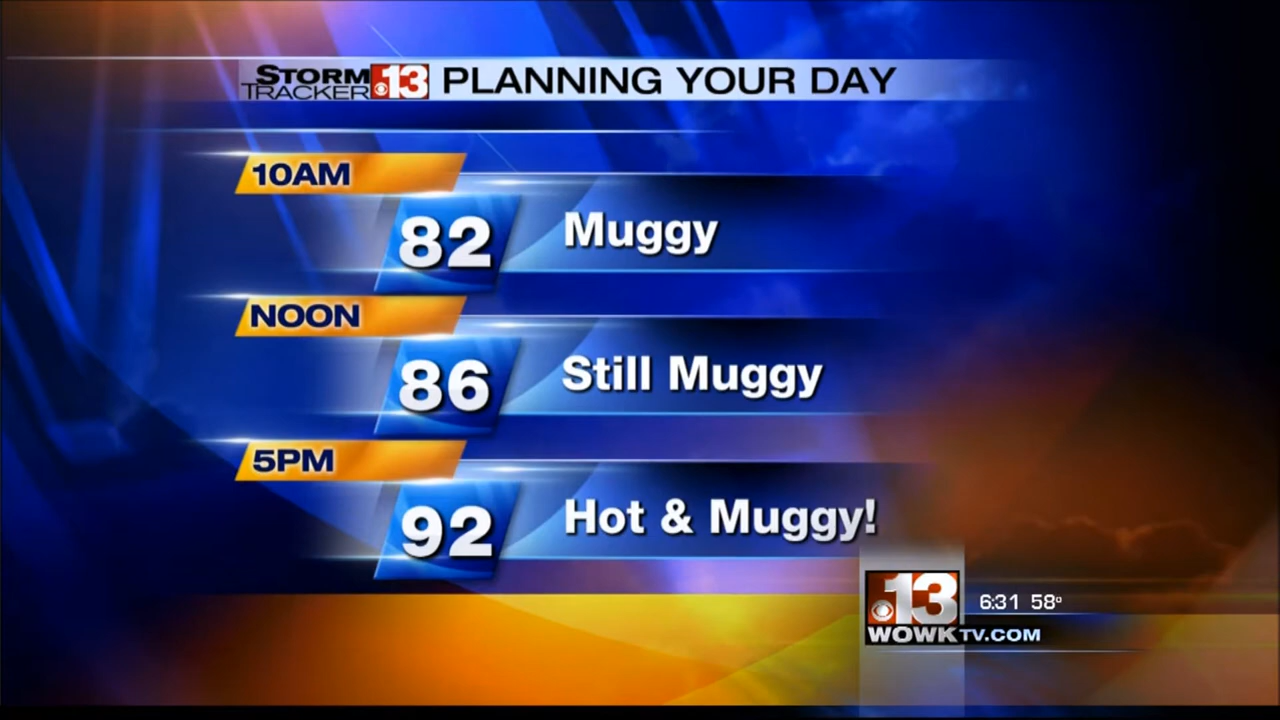 STORM TRACKER 13 PLANNING YOUR DAY
10AM
82 Muggy
NOON
86 Still Muggy
5PM
92 Hot & Muggy!
13
6:31 58°
WOWKTV.COM